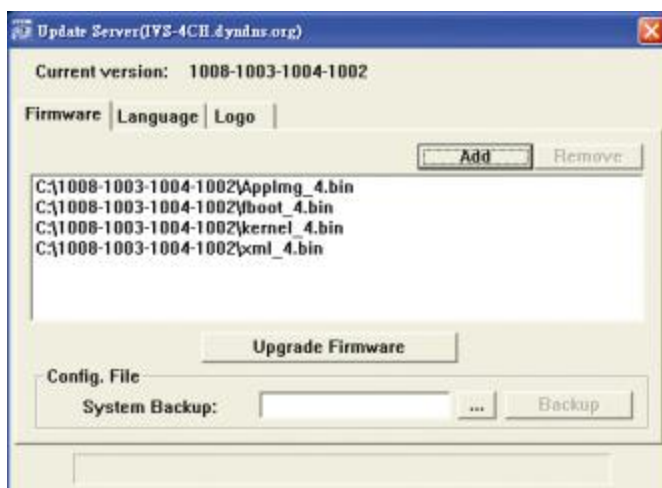 Update Server(IVS-4CH.dyndns.org)
Current version: 1008-1003-1004-1002
Firmware Language Logo
Add Remove
C:\1008-1003-1004-1002\AppImg_4.bin
C:\1008-1003-1004-1002\fboot_4.bin
C:\1008-1003-1004-1002\kernel_4.bin
C:\1008-1003-1004-1002\xml_4.bin
Upgrade Firmware
Config. File
System Backup: ... Backup